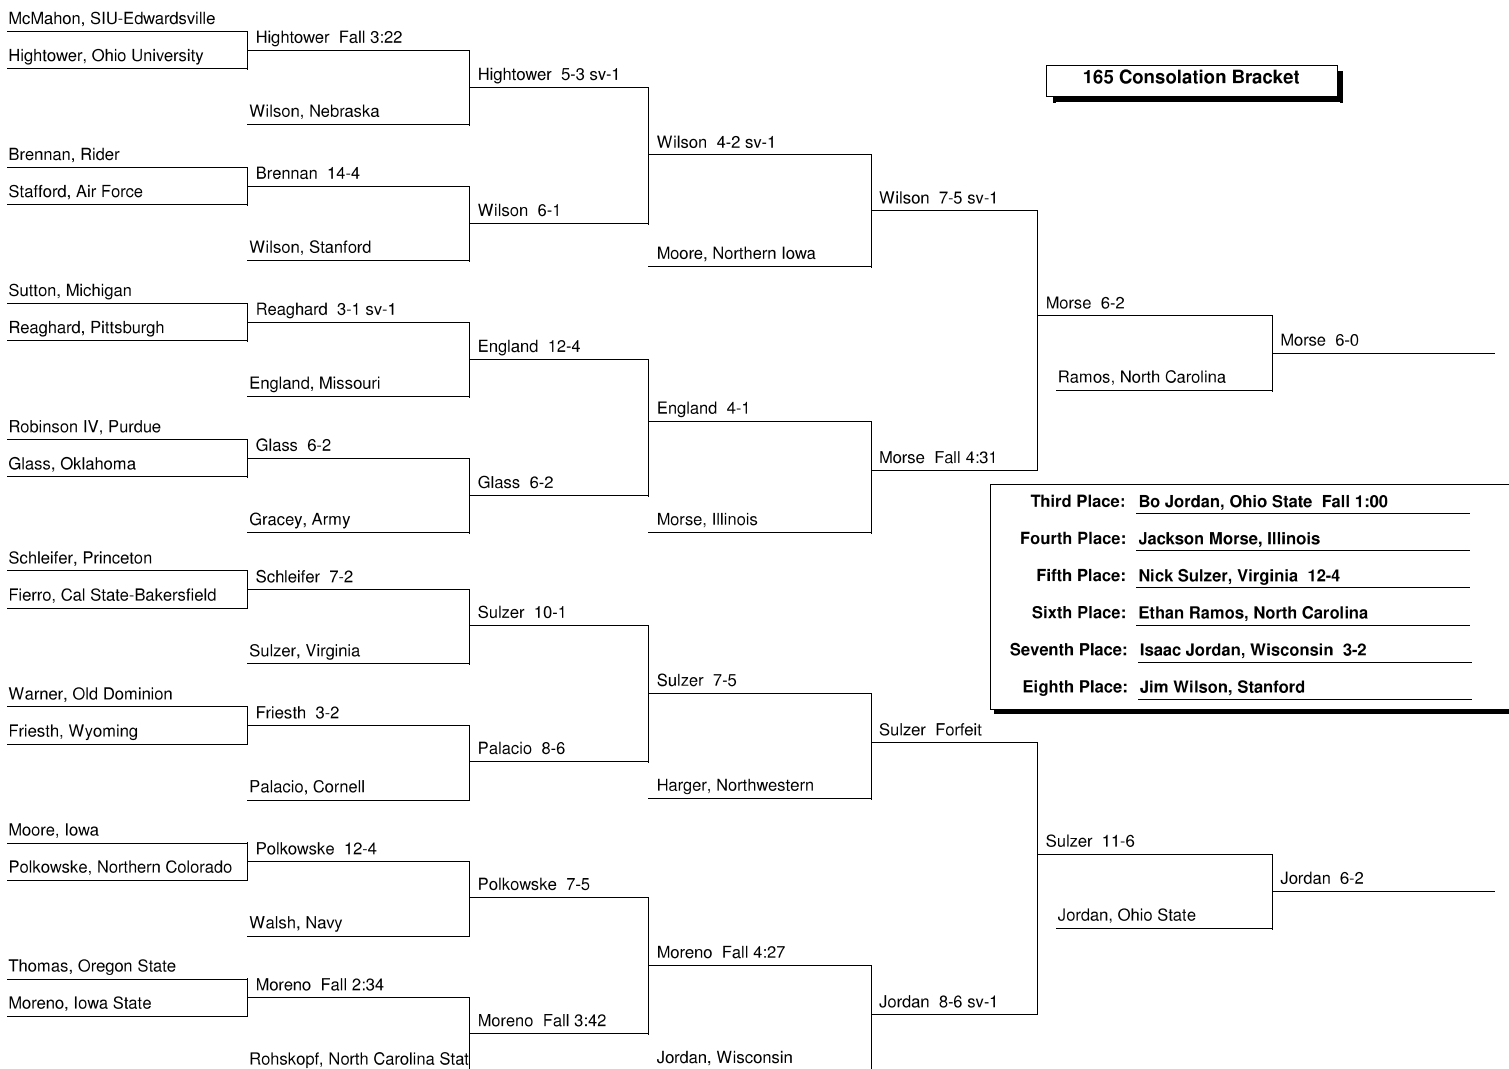 McMahon, SIU-Edwardsville
Hightower, Ohio University
Hightower Fall 3:22
Wilson, Nebraska
Hightower 5-3 sv-1
Brennan, Rider
Stafford, Air Force
Brennan 14-4
Wilson, Stanford
Wilson 6-1
Wilson 4-2 sv-1
Moore, Northern Iowa
Wilson 7-5 sv-1
165 Consolation Bracket
Sutton, Michigan
Reaghard, Pittsburgh
Reaghard 3-1 sv-1
England, Missouri
England 12-4
Robinson IV, Purdue
Glass, Oklahoma
Glass 6-2
Gracey, Army
Glass 6-2
England 4-1
Morse, Illinois
Morse Fall 4:31
Morse 6-2
Ramos, North Carolina
Morse 6-0
Third Place: Bo Jordan, Ohio State Fall 1:00
Fourth Place: Jackson Morse, Illinois
Fifth Place: Nick Sulzer, Virginia 12-4
Sixth Place: Ethan Ramos, North Carolina
Seventh Place: Isaac Jordan, Wisconsin 3-2
Eighth Place: Jim Wilson, Stanford
Schleifer, Princeton
Fierro, Cal State-Bakersfield
Schleifer 7-2
Sulzer, Virginia
Sulzer 10-1
Warner, Old Dominion
Friesth, Wyoming
Friesth 3-2
Palacio, Cornell
Palacio 8-6
Sulzer 7-5
Harger, Northwestern
Sulzer Forfeit
Moore, Iowa
Polkowske, Northern Colorado
Polkowske 12-4
Walsh, Navy
Polkowske 7-5
Thomas, Oregon State
Moreno, Iowa State
Moreno Fall 2:34
Rohskopf, North Carolina Stat
Moreno Fall 3:42
Moreno Fall 4:27
Jordan, Wisconsin
Jordan 8-6 sv-1
Sulzer 11-6
Jordan, Ohio State
Jordan 6-2